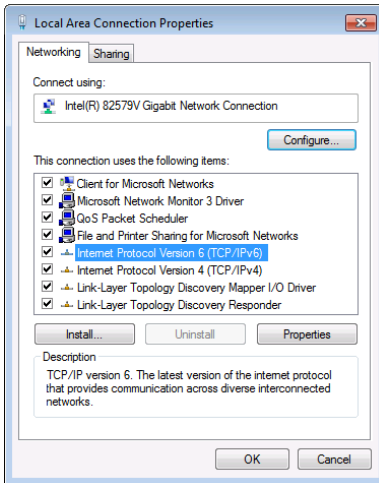 Local Area Connection Properties
Networking
Sharing
Connect using:
Intel(R) 82579V Gigabit Network Connection
Configure...
This connection uses the following items:
Client for Microsoft Networks
Microsoft Network Monitor 3 Driver
QoS Packet Scheduler
File and Printer Sharing for Microsoft Networks
Internet Protocol Version 6 (TCP/IPv6)
Internet Protocol Version 4 (TCP/IPv4)
Link-Layer Topology Discovery Mapper I/O Driver
Link-Layer Topology Discovery Responder
Install...
Uninstall
Properties
Description
TCP/IP version 6. The latest version of the internet protocol
that provides communication across diverse interconnected
networks.
OK
Cancel